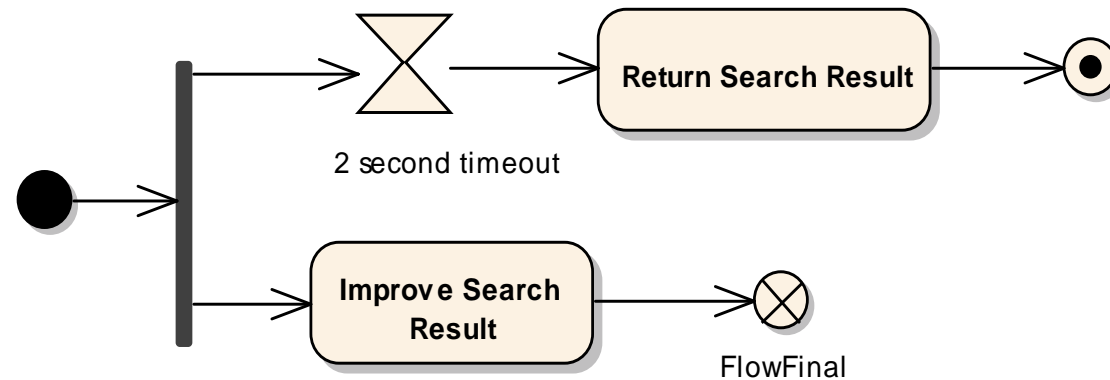 Return Search Result
2 second timeout
Improve Search
Result
FlowFinal